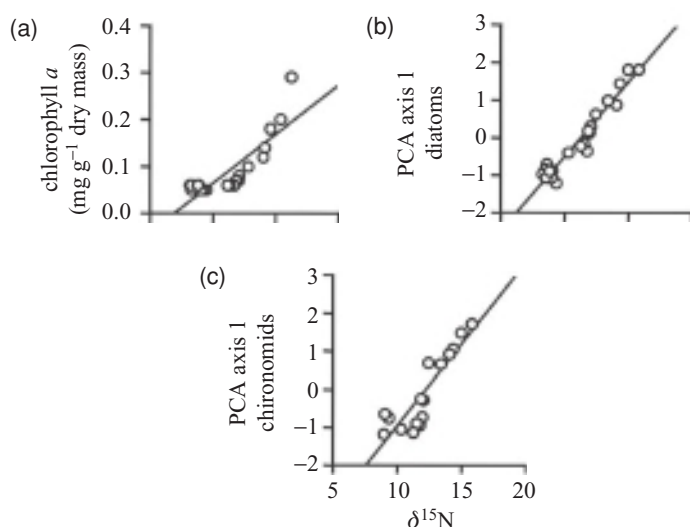 (a)
chlorophyll a
(mg g⁻¹ dry mass)
0.4
0.3
0.2
0.1
0.0
(b)
PCA axis 1
diatoms
3
2
1
0
−1
−2
(c)
PCA axis 1
chironomids
3
2
1
0
−1
−2
5 10 15 20
δ¹⁵N